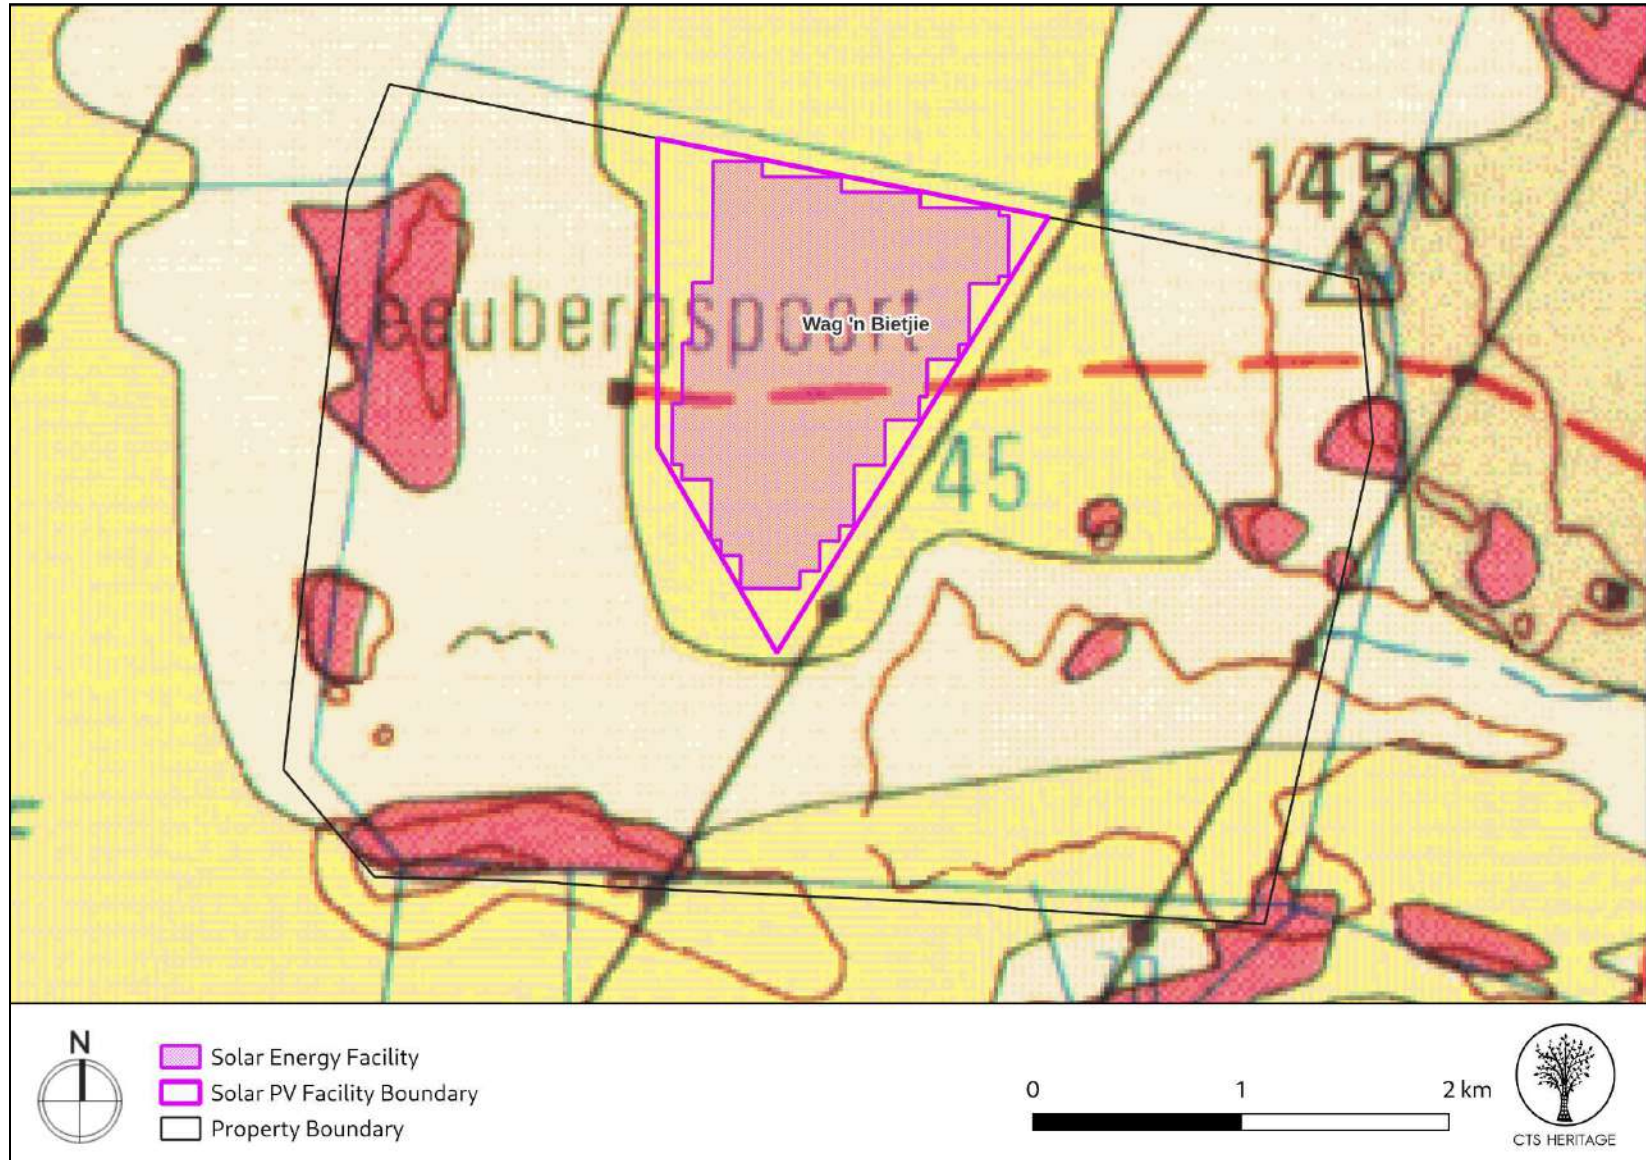 1450
Leeubergspoort
Wag 'n Bietjie
45
N
Solar Energy Facility
Solar PV Facility Boundary
Property Boundary
0 1 2 km
CTS HERITAGE